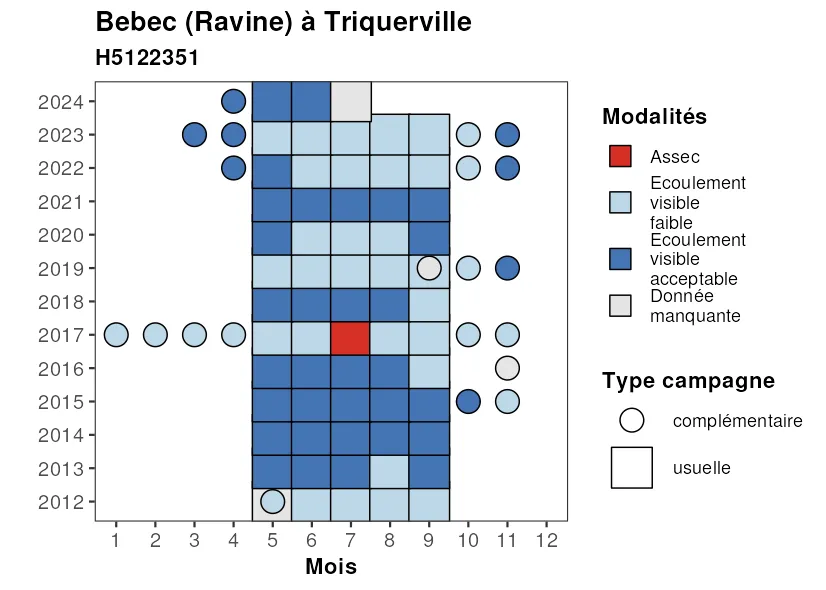 Bebec (Ravine) à Triquerville
H5122351
2024
2023
2022
2021
2020
2019
2018
2017
2016
2015
2014
2013
2012
1 2 3 4 5 6 7 8 9 10 11 12
Mois
Modalités
Assec
Ecoulement
visible
faible
Ecoulement
visible
acceptable
Donnée
manquante
Type campagne
complémentaire
usuelle